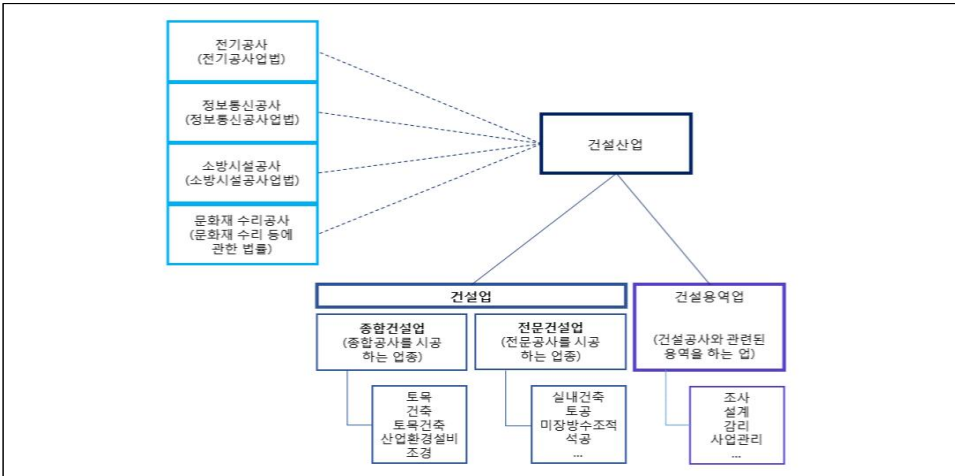 전기공사
(전기공사업법)
정보통신공사
(정보통신공사업법)
소방시설공사
(소방시설공사업법)
문화재 수리공사
(문화재 수리 등에
관한 법률)
건설산업
건설업
종합건설업
(종합공사를 시공
하는 업종)
전문건설업
(전문공사를 시공
하는 업종)
건설용역업
(건설공사와 관련된
용역을 하는 업)
토목
건축
토목건축
산업환경설비
조경
실내건축
토공
미장방수조적
석공
...
조사
설계
감리
사업관리
...